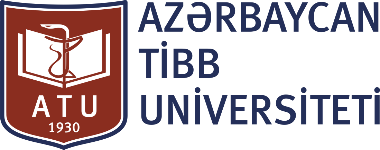 ATU
1930
AZƏRBAYCAN
TİBB
UNİVERSİTETİ